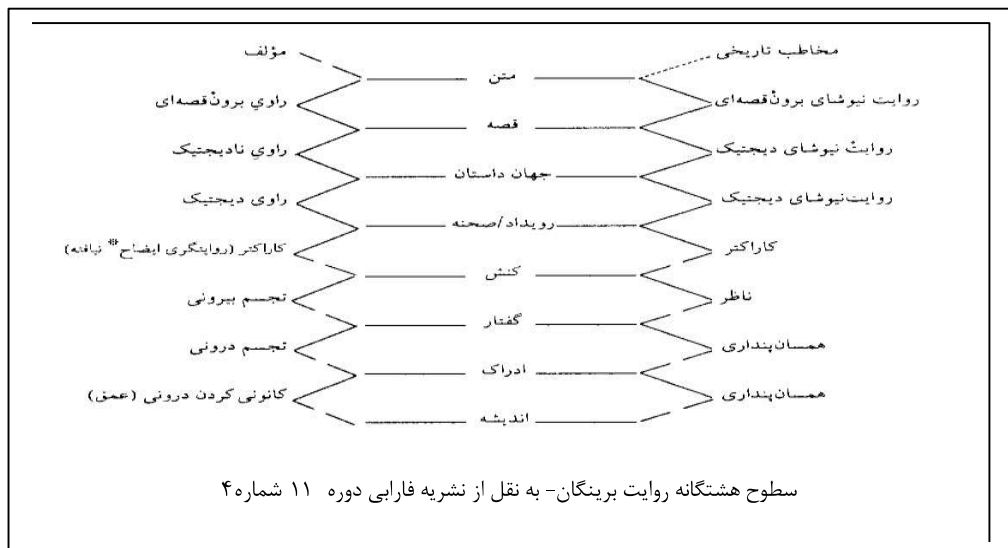 مخاطب تاریخی
مؤلف
متن
روایت نیوشای برون‌قصه‌ای
راوي برونْ‌قصه‌ای
قصه
روایتْ نیوشای دیجتیک
راوي نادیجتیک
جهان داستان
روایت‌نیوشای دیجتیک
راوی دیجتیک
رویداد/صحنه
کاراکتر
کاراکتر (روایتگری ایضاح* نیافته)
کنش
ناظر
تجسم بیرونی
گفتار
همسان‌پنداری
تجسم درونی
ادراک
همسان‌پنداری
کانونی کردن درونی (عمق)
اندیشه
سطوح هشتگانه روایت برینگان- به نقل از نشریه فارابی دوره ۱۱ شماره۴